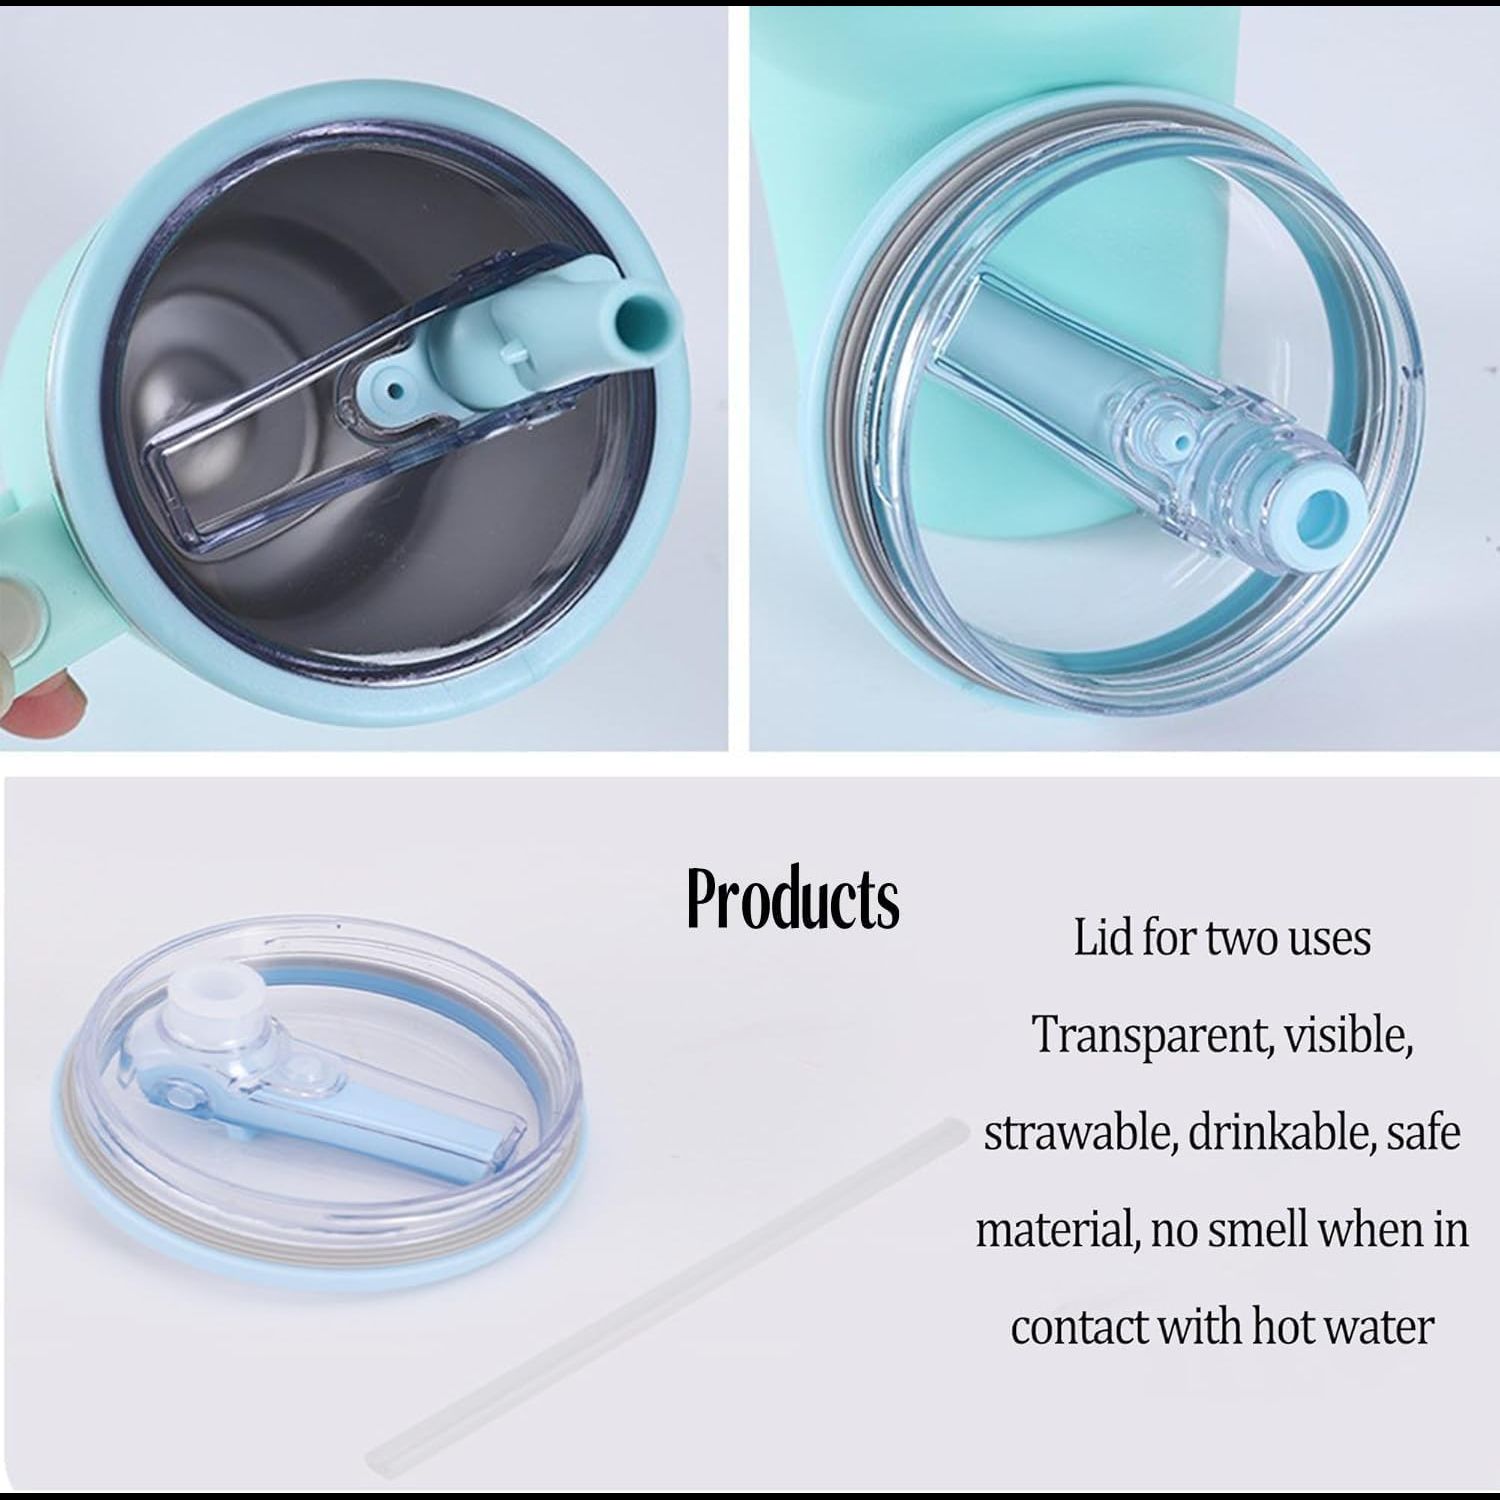 Products
Lid for two uses
Transparent, visible,
strawable, drinkable, safe
material, no smell when in
contact with hot water